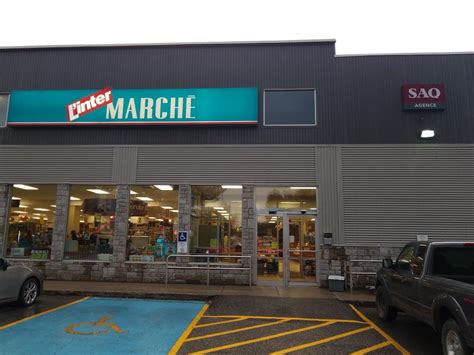 L'inter
MARCHÉ
SAQ
AGENCE